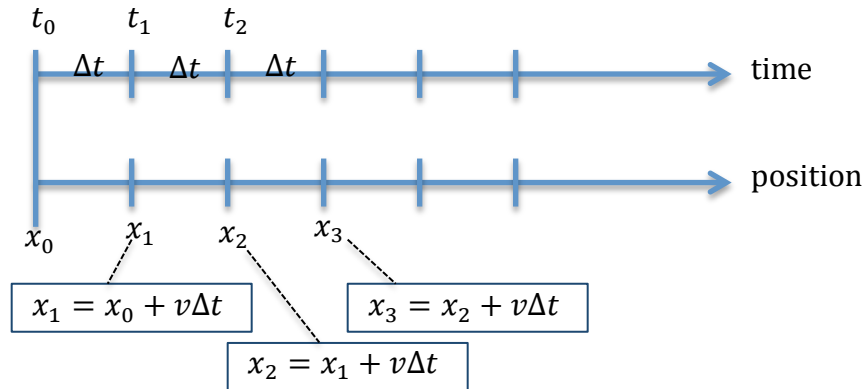 t₀ t₁ t₂
Δt Δt Δt
time
position
x₀ x₁ x₂ x₃
x₁ = x₀ + vΔt
x₃ = x₂ + vΔt
x₂ = x₁ + vΔt